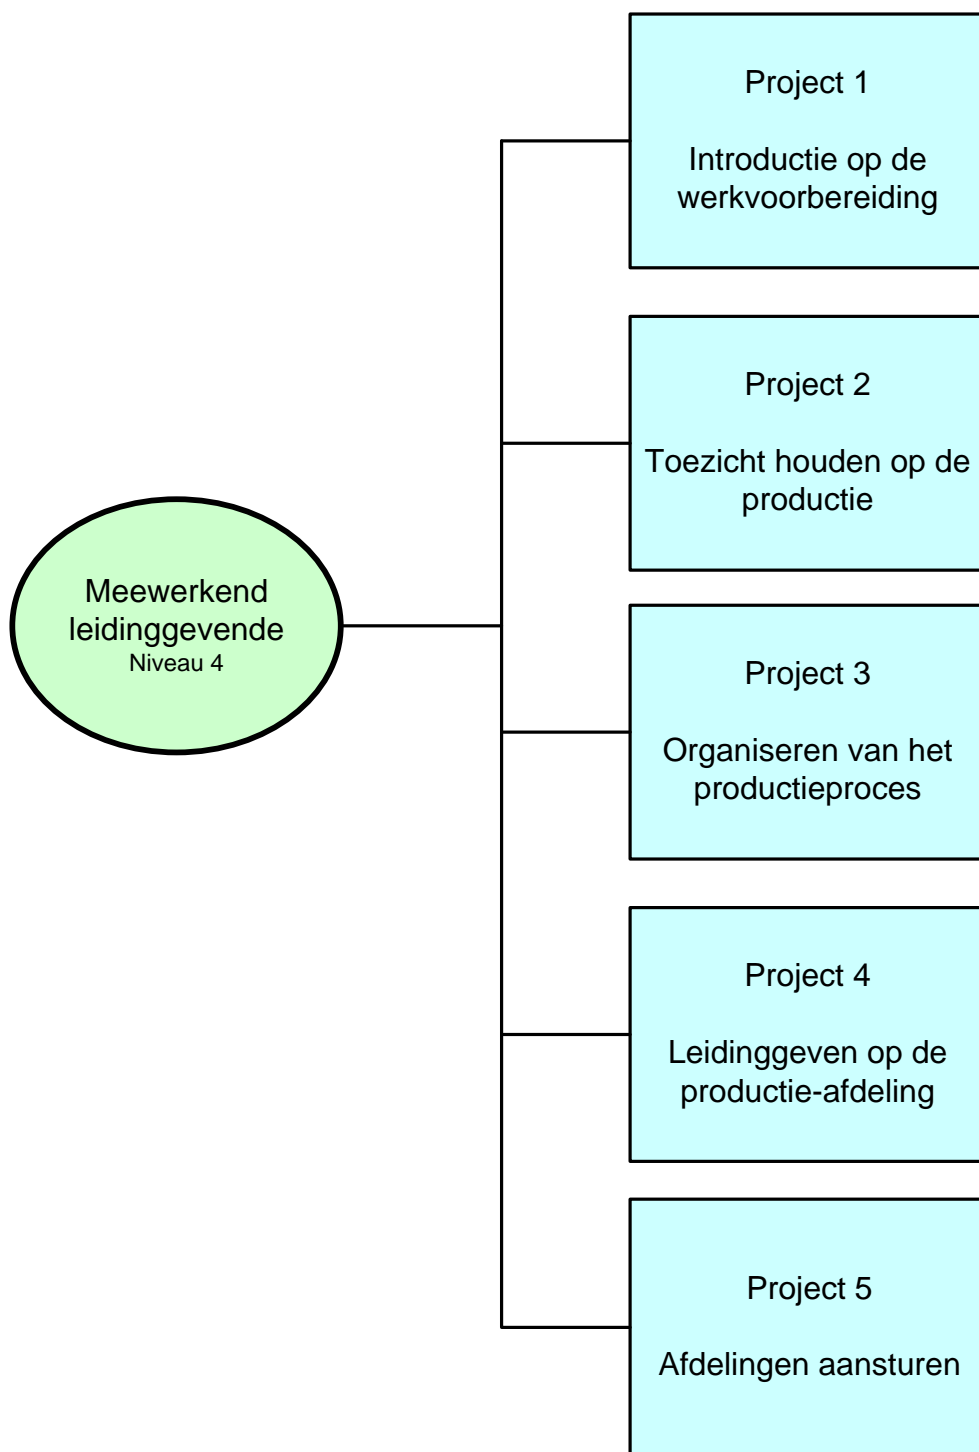 Project 1
Introductie op de
werkvoorbereiding
Project 2
Toezicht houden op de
productie
Meewerkend
leidinggevende
Niveau 4
Project 3
Organiseren van het
productieproces
Project 4
Leidinggeven op de
productie-afdeling
Project 5
Afdelingen aansturen